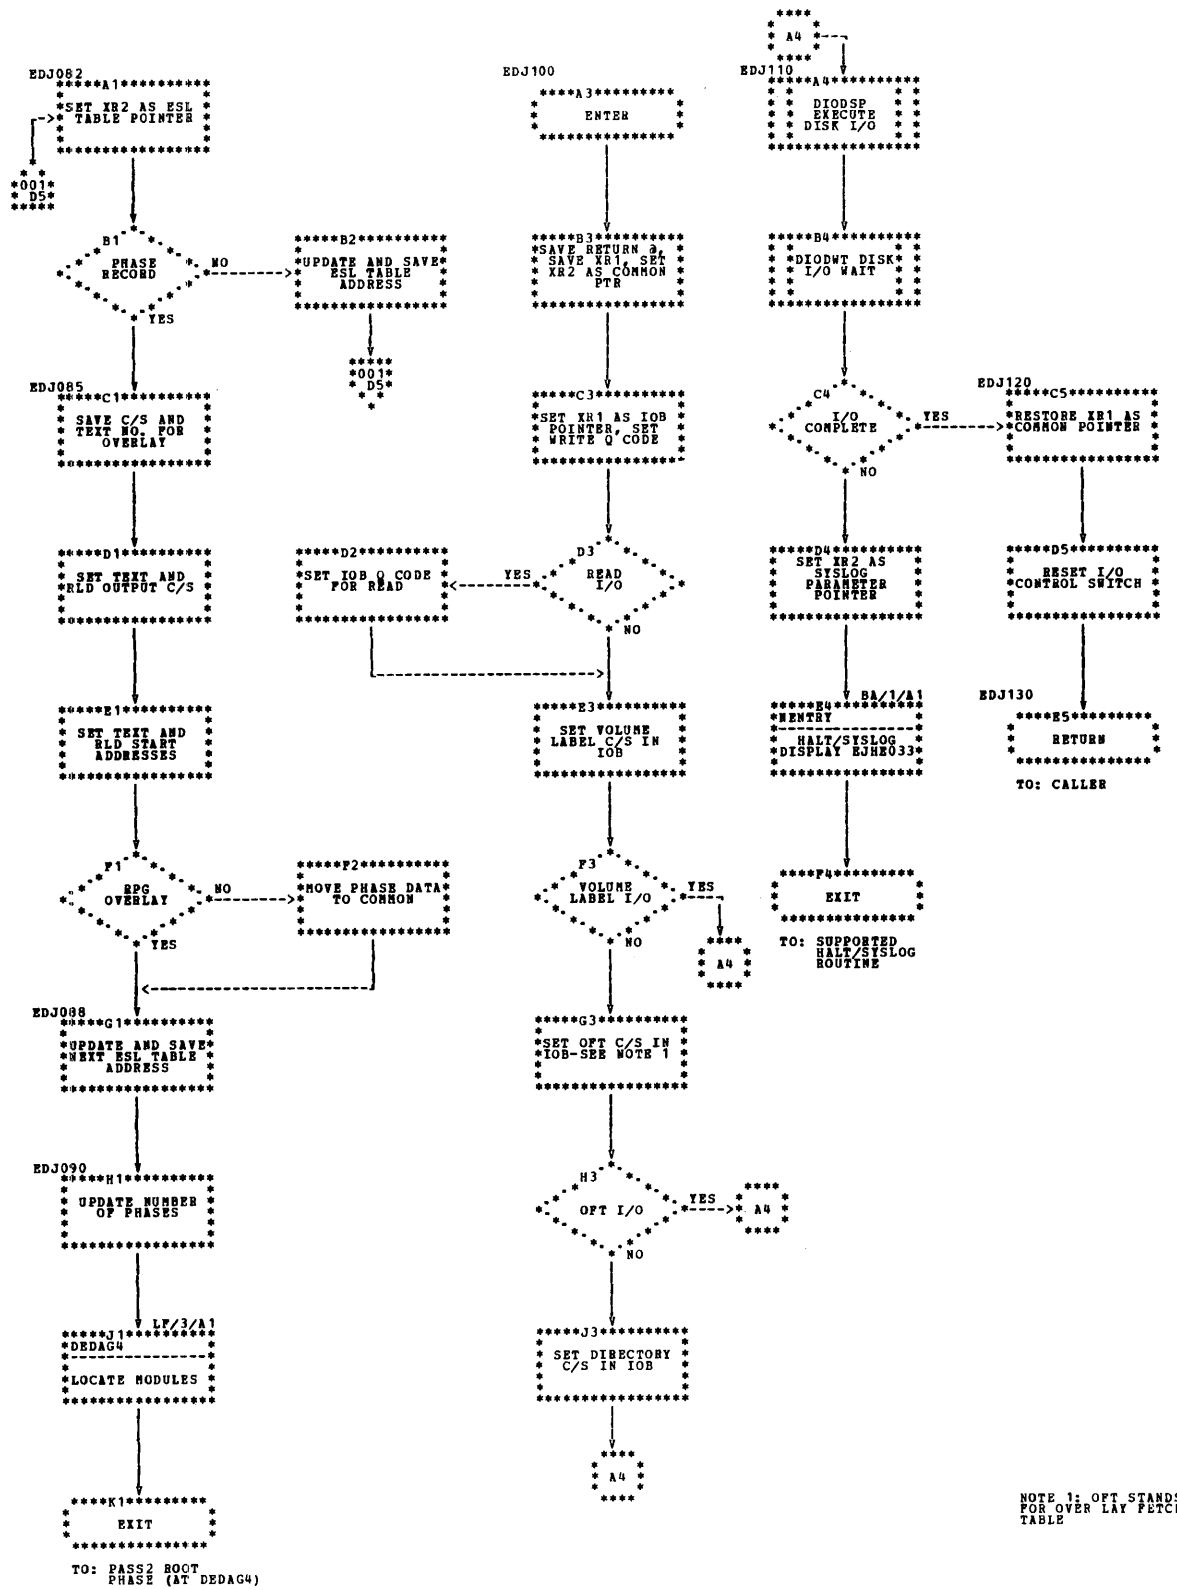 A4
EDJ082
A1
SET XR2 AS ESL
TABLE POINTER
001
D5
B1
PHASE
RECORD
NO
YES
B2
UPDATE AND SAVE
ESL TABLE
ADDRESS
001
D5
EDJ085
C1
SAVE C/S AND
TEXT NO. FOR
OVERLAY
D1
SET TEXT AND
RLD OUTPUT C/S
E1
SET TEXT AND
RLD START
ADDRESSES
F1
RPG
OVERLAY
NO
YES
F2
MOVE PHASE DATA
TO COMMON
EDJ088
G1
UPDATE AND SAVE
NEXT ESL TABLE
ADDRESS
EDJ090
H1
UPDATE NUMBER
OF PHASES
LF/3/A1
J1
DEDAG4
LOCATE MODULES
K1
EXIT
TO: PASS2 ROOT
PHASE (AT DEDAG4)
EDJ100
A3
ENTER
B3
SAVE RETURN @,
SAVE XR1, SET
XR2 AS COMMON
PTR
C3
SET XR1 AS IOB
POINTER, SET
WRITE Q CODE
D3
READ
I/O
YES
NO
D2
SET IOB Q CODE
FOR READ
E3
SET VOLUME
LABEL C/S IN
IOB
F3
VOLUME
LABEL I/O
YES
NO
A4
G3
SET OFT C/S IN
IOB-SEE NOTE 1
H3
OFT I/O
YES
NO
A4
J3
SET DIRECTORY
C/S IN IOB
A4
EDJ110
A4
DIODSP
EXECUTE
DISK I/O
B4
DIODWT DISK
I/O WAIT
C4
I/O
COMPLETE
YES
NO
D4
SET XR2 AS
SYSLOG
PARAMETER
POINTER
BA/1/A1
E4
NENTRY
HALT/SYSLOG
DISPLAY EJHE033
F4
EXIT
TO: SUPPORTED
HALT/SYSLOG
ROUTINE
EDJ120
C5
RESTORE XR1 AS
COMMON POINTER
D5
RESET I/O
CONTROL SWITCH
EDJ130
E5
RETURN
TO: CALLER
NOTE 1: OFT STANDS
FOR OVER LAY FETCH
TABLE